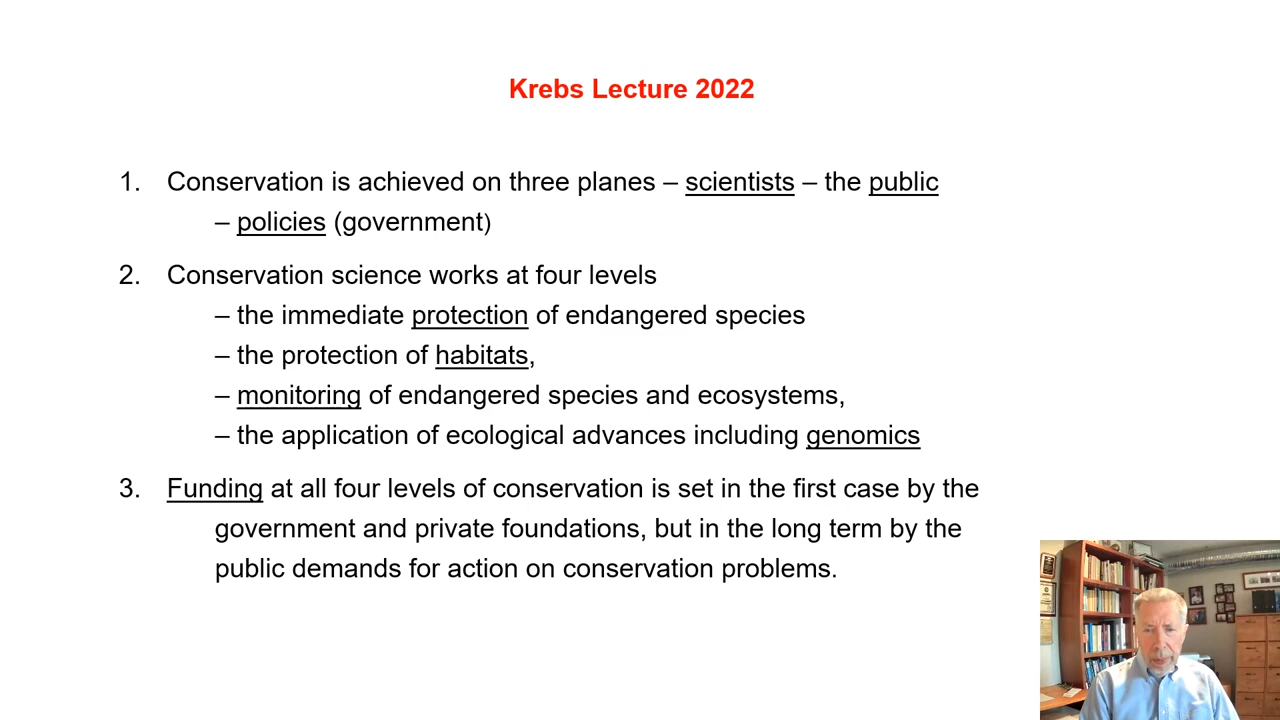 Krebs Lecture 2022
1. Conservation is achieved on three planes – scientists – the public
– policies (government)
2. Conservation science works at four levels
– the immediate protection of endangered species
– the protection of habitats,
– monitoring of endangered species and ecosystems,
– the application of ecological advances including genomics
3. Funding at all four levels of conservation is set in the first case by the
government and private foundations, but in the long term by the
public demands for action on conservation problems.